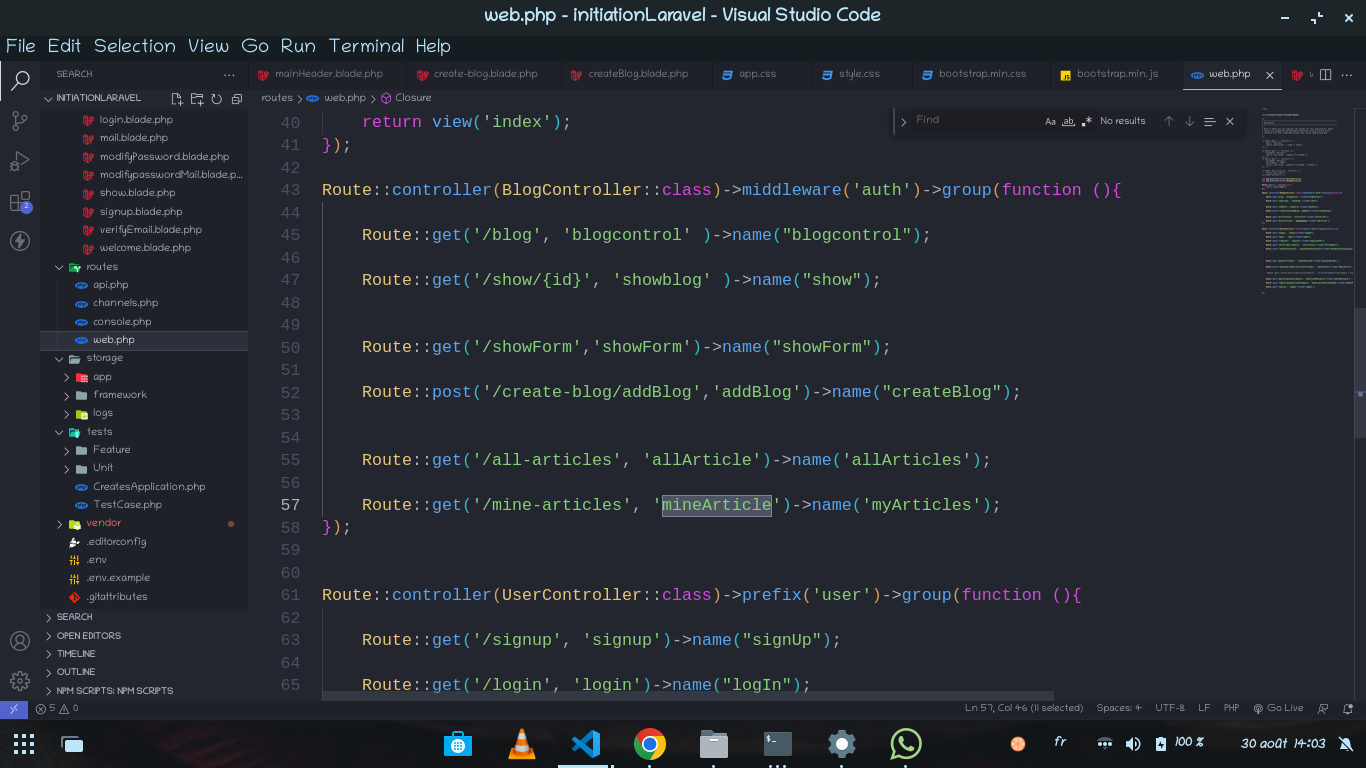 web.php - initiationLaravel - Visual Studio Code
File Edit Selection View Go Run Terminal Help
SEARCH
mainHeader.blade.php
create-blog.blade.php
createBlog.blade.php
app.css
style.css
bootstrap.min.css
bootstrap.min.js
web.php
INITIATIONLARAVEL
routes > web.php > Closure
login.blade.php
mail.blade.php
modifyPassword.blade.php
modifypasswordMail.blade.p...
show.blade.php
signup.blade.php
verifyEmail.blade.php
welcome.blade.php
routes
api.php
channels.php
console.php
web.php
storage
app
framework
logs
tests
Feature
Unit
CreatesApplication.php
TestCase.php
vendor
.editorconfig
.env
.env.example
.gitattributes
SEARCH
OPEN EDITORS
TIMELINE
OUTLINE
NPM SCRIPTS: NPM SCRIPTS
2
Find
Aa
ab
No results
40 return view('index');
41 });
42
43 Route::controller(BlogController::class)->middleware('auth')->group(function (){
44
45 Route::get('/blog', 'blogcontrol' )->name("blogcontrol");
46
47 Route::get('/show/{id}', 'showblog' )->name("show");
48
49
50 Route::get('/showForm','showForm')->name("showForm");
51
52 Route::post('/create-blog/addBlog','addBlog')->name("createBlog");
53
54
55 Route::get('/all-articles', 'allArticle')->name('allArticles');
56
57 Route::get('/mine-articles', 'mineArticle')->name('myArticles');
58 });
59
60
61 Route::controller(UserController::class)->prefix('user')->group(function (){
62
63 Route::get('/signup', 'signup')->name("signUp");
64
65 Route::get('/login', 'login')->name("logIn");
5 0
Ln 57, Col 46 (11 selected)
Spaces: 4
UTF-8
LF
PHP
Go Live
fr
100 %
30 août 14:03